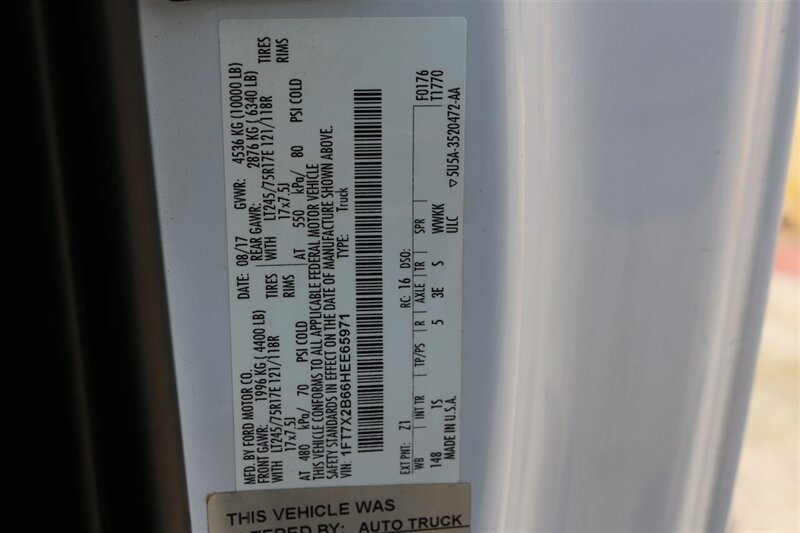 MFD. BY FORD MOTOR CO. DATE: 08/17 GVWR: 4536 KG (10000 LB)
FRONT GAWR: 1996 KG ( 4400 LB) REAR GAWR: 2876 KG ( 6340 LB)
WITH LT245/75R17E 121/118R TIRES WITH LT245/75R17E 121/118R TIRES
17x7.5J RIMS 17x7.5J RIMS
AT 480 kPa/ 70 PSI COLD AT 550 kPa/ 80 PSI COLD
THIS VEHICLE CONFORMS TO ALL APPLICABLE FEDERAL MOTOR VEHICLE
SAFETY STANDARDS IN EFFECT ON THE DATE OF MANUFACTURE SHOWN ABOVE.
VIN: 1FT7X2B66HEE65971 TYPE: Truck
EXT PNT: Z1 RC: 16 DSO: F0176
WB INT TR TP/PS R AXLE TR SPR T1770
148 1S 5 3E S WWKK
MADE IN U.S.A. ULC ▽5U5A-3520472-AA
THIS VEHICLE WAS
ALTERED BY: AUTO TRUCK